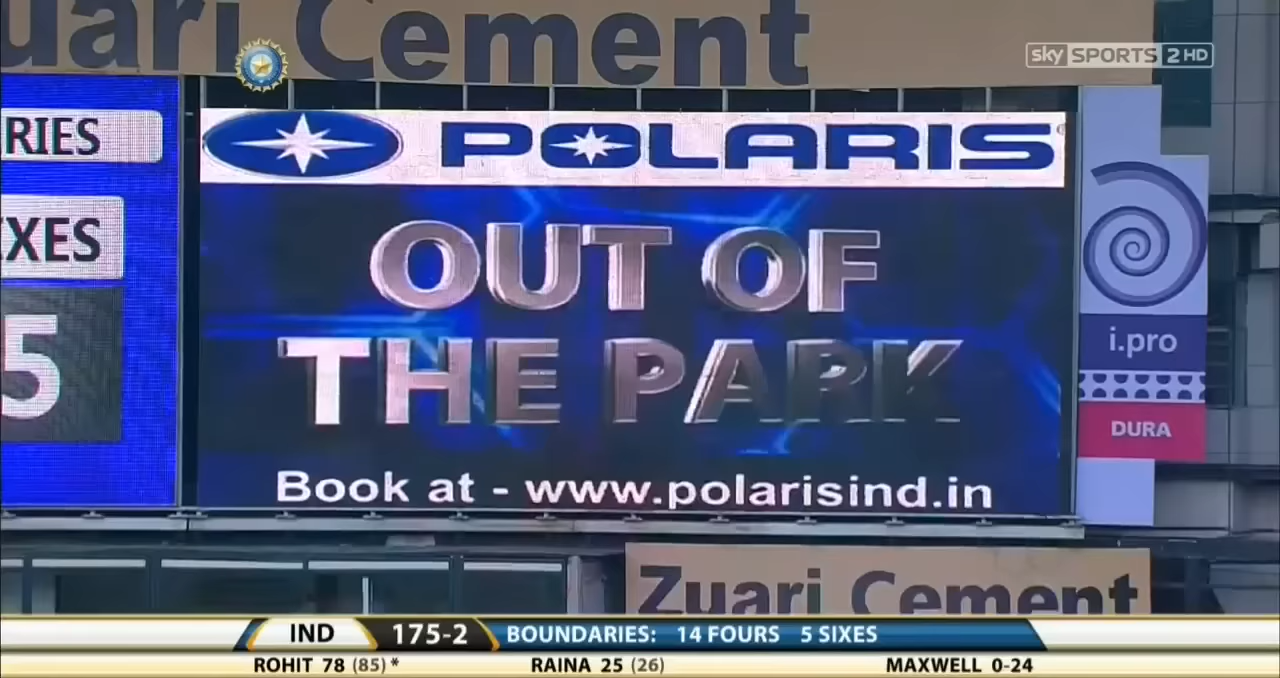 uari Cement
sky SPORTS 2 HD
RIES
XES
5
POLARIS
OUT OF
THE PARK
Book at - www.polarisind.in
i.pro
DURA
Zuari Cement
IND 175-2 BOUNDARIES: 14 FOURS 5 SIXES
ROHIT 78 (85) * RAINA 25 (26) MAXWELL 0-24